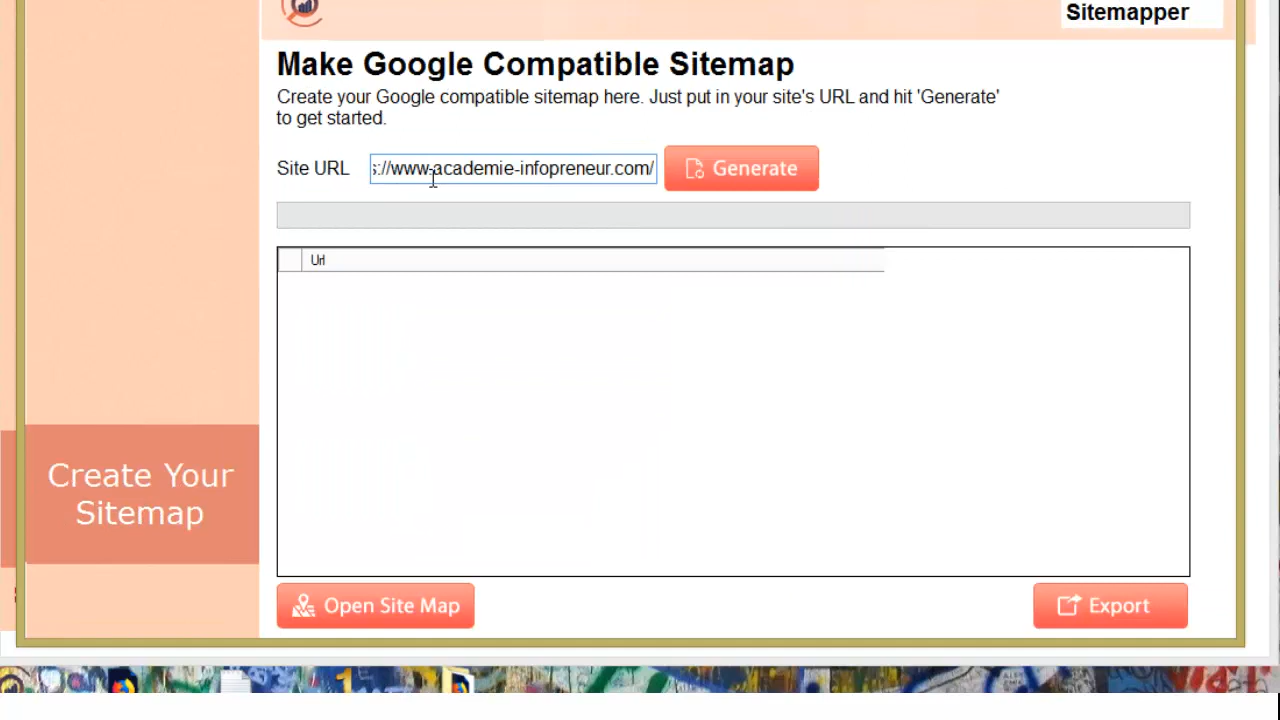 Sitemapper
Make Google Compatible Sitemap
Create your Google compatible sitemap here. Just put in your site's URL and hit 'Generate'
to get started.
Site URL s://www.academie-infopreneur.com/ Generate
Url
Create Your
Sitemap
Open Site Map Export